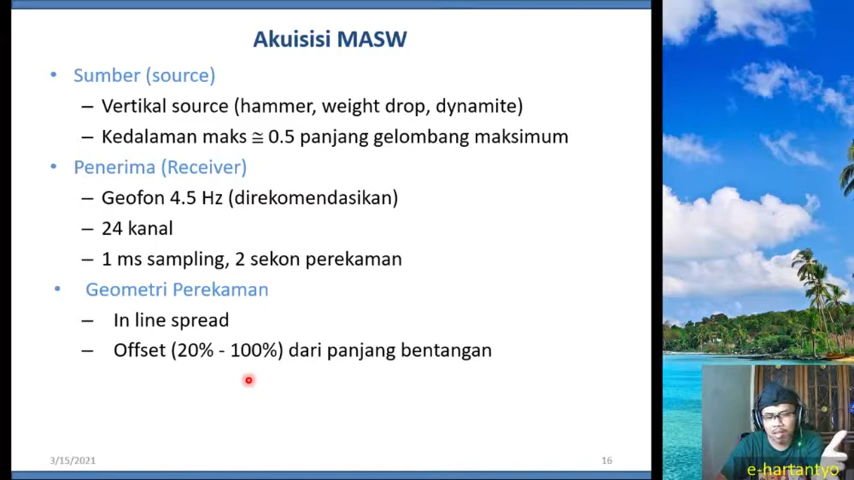 Akuisisi MASW
• Sumber (source)
– Vertikal source (hammer, weight drop, dynamite)
– Kedalaman maks ≅ 0.5 panjang gelombang maksimum
• Penerima (Receiver)
– Geofon 4.5 Hz (direkomendasikan)
– 24 kanal
– 1 ms sampling, 2 sekon perekaman
• Geometri Perekaman
– In line spread
– Offset (20% - 100%) dari panjang bentangan
3/15/2021
16
e-hartantyo